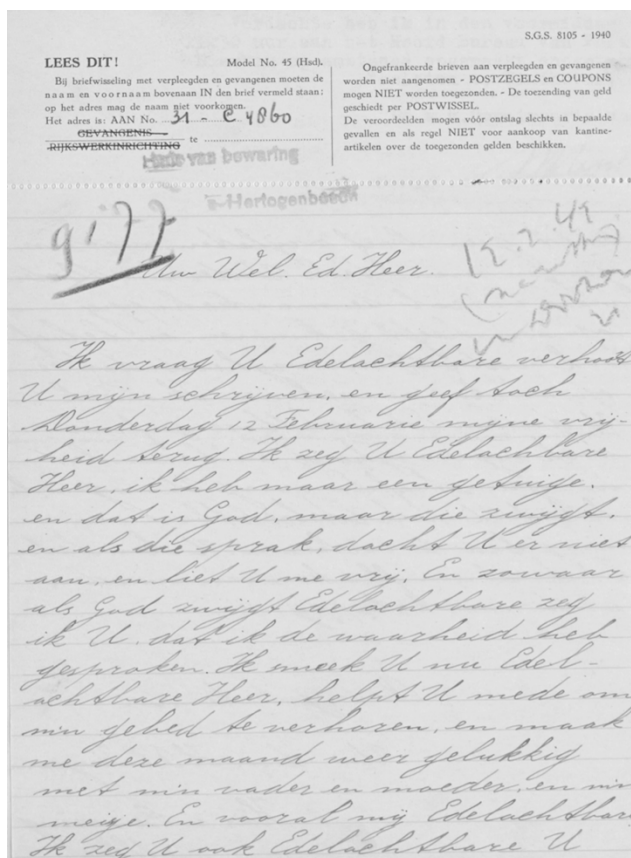 S.G.S. 8105 - 1940
LEES DIT!
Model No. 45 (Hsd).
Bij briefwisseling met verpleegden en gevangenen moeten de
naam en voornaam bovenaan IN den brief vermeld staan:
op het adres mag de naam niet voorkomen.
Het adres is: AAN No. 31 - C 4860
GEVANGENIS
RIJKSWERKINRICHTING te
Huis van bewaring
's-Hertogenbosch
Ongefrankeerde brieven aan verpleegden en gevangenen
worden niet aangenomen - POSTZEGELS en COUPONS
mogen NIET worden toegezonden. - De toezending van geld
geschiedt per POSTWISSEL.
De veroordeelden mogen vóór ontslag slechts in bepaalde
gevallen en als regel NIET voor aankoop van kantine-
artikelen over de toegezonden gelden beschikken.
Uw Wel. Ed. Heer.
Ik vraag U Edelachtbare verhoort
U mijn schrijven, en geef toch
Donderdag 12 Februarie mijne vrij-
heid terug. Ik zeg U Edelachbare
Heer, ik heb maar een getuige.
en dat is God, maar die zwijgt.
en als die sprak, dacht U er niet
aan, en liet U me vrij. En zowaar
als God zwijgt Edelachtbare zeg
ik U, dat ik de waarheid heb
gesproken. Ik smeek U nu Edel-
achtbare Heer, helpt U mede om
mn gebed te verhoren, en maak
me deze maand weer gelukkig
met mn vader en moeder, en mn
meisje. En vooral mij Edelachtbare
Ik zeg U ook Edelachtbare U